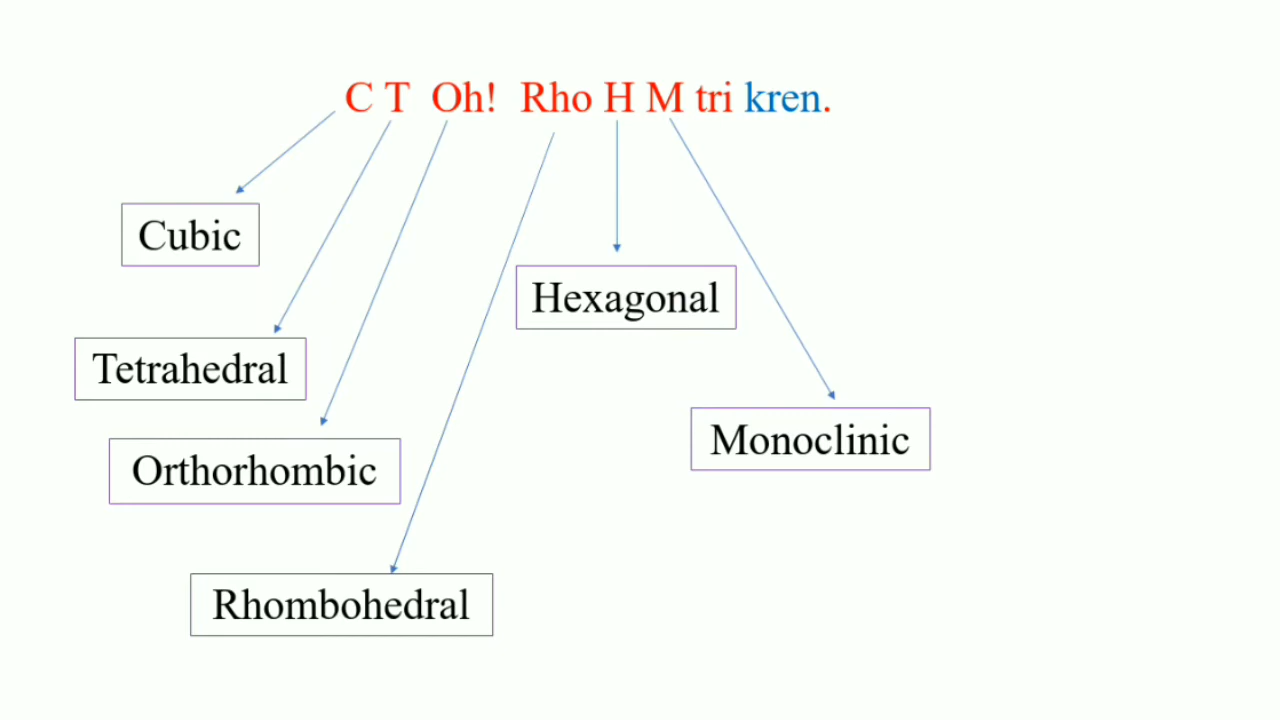 C T Oh! Rho H M tri kren.
Cubic
Hexagonal
Tetrahedral
Monoclinic
Orthorhombic
Rhombohedral